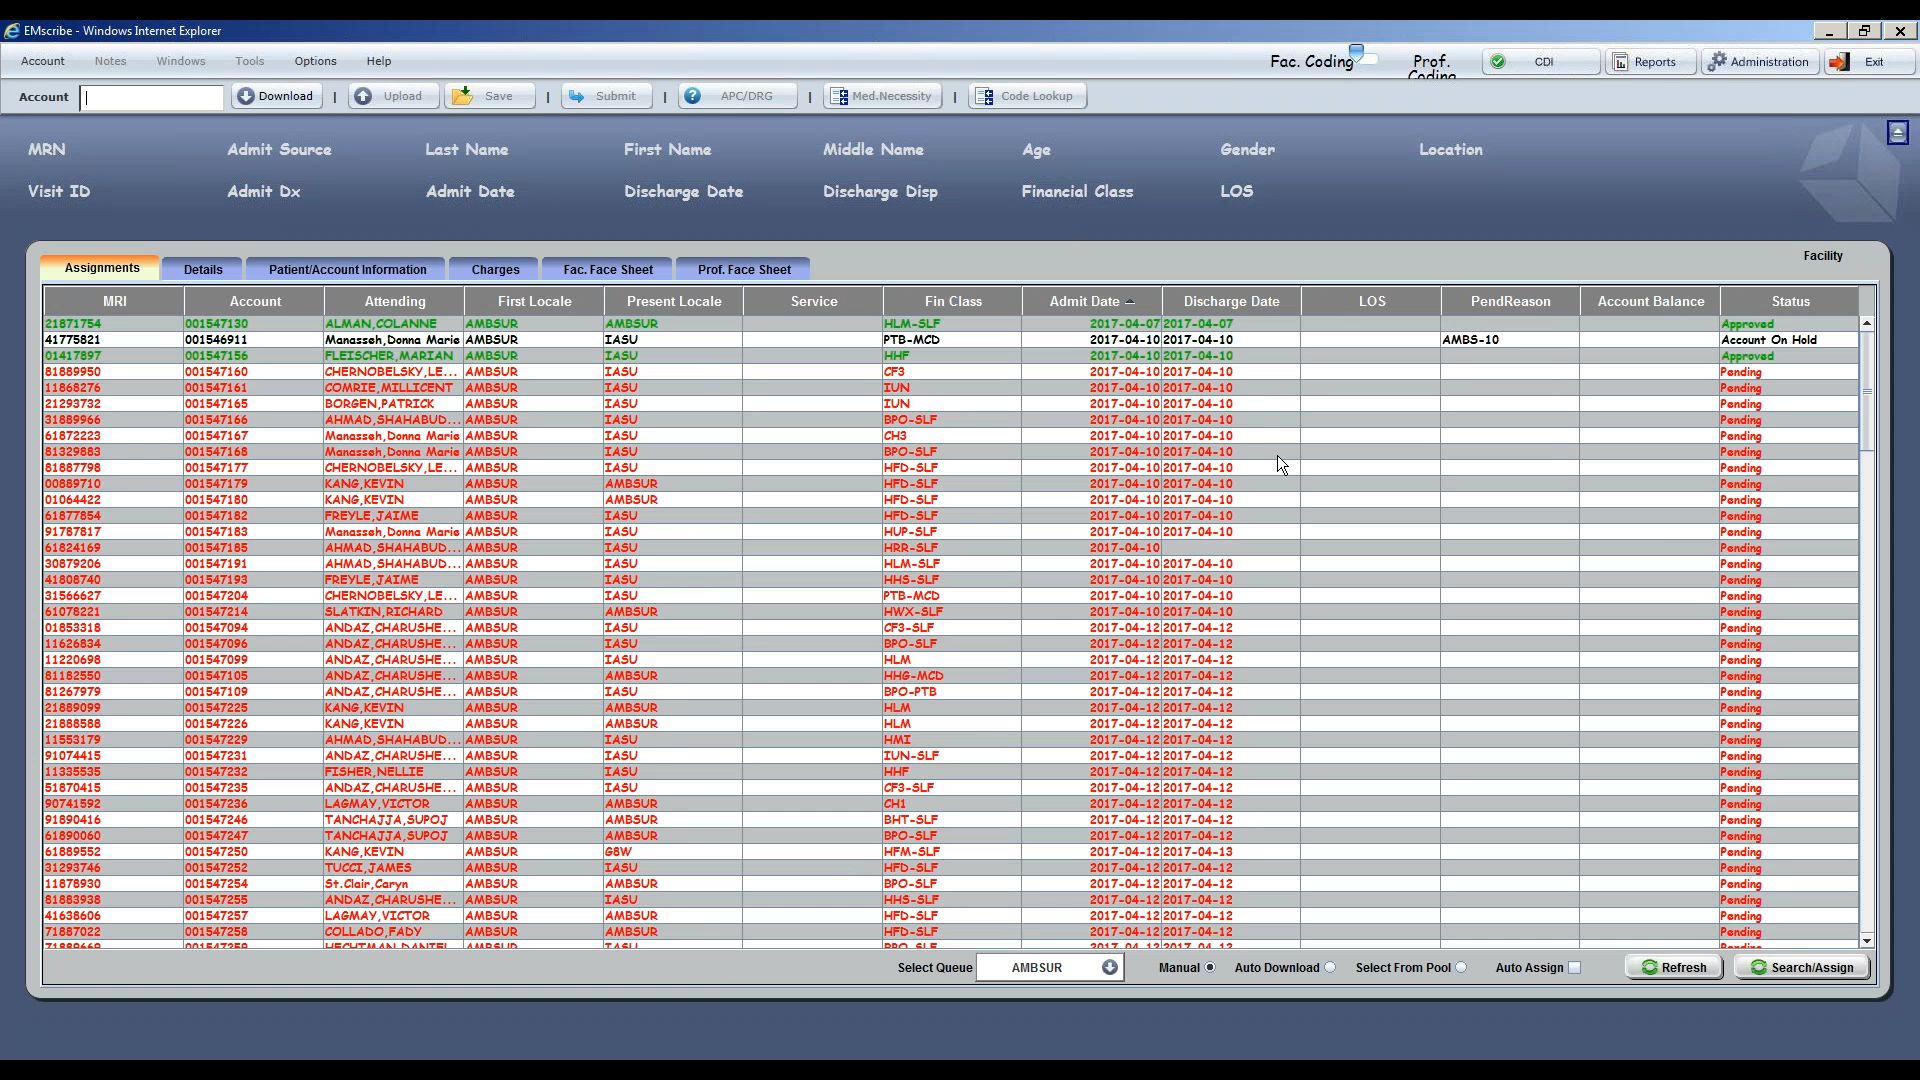 EMscribe - Windows Internet Explorer
Account Notes Windows Tools Options Help Fac. Coding Prof. Coding CDI Reports Administration Exit
Account Download | Upload Save | Submit | APC/DRG | Med.Necessity | Code Lookup
MRN Admit Source Last Name First Name Middle Name Age Gender Location
Visit ID Admit Dx Admit Date Discharge Date Discharge Disp Financial Class LOS
Assignments Details Patient/Account Information Charges Fac. Face Sheet Prof. Face Sheet Facility
MRI Account Attending First Locale Present Locale Service Fin Class Admit Date Discharge Date LOS PendReason Account Balance Status
21871754 001547130 ALMAN,COLANNE AMBSUR AMBSUR HLM-SLF 2017-04-07 2017-04-07 Approved
41775821 001546911 Manasseh,Donna Marie AMBSUR IASU PTB-MCD 2017-04-10 2017-04-10 AMBS-10 Account On Hold
01417897 001547156 FLEISCHER,MARIAN AMBSUR IASU HHF 2017-04-10 2017-04-10 Approved
81889950 001547160 CHERNOBELSKY,LE... AMBSUR IASU CF3 2017-04-10 2017-04-10 Pending
11868276 001547161 COMRIE,MILLICENT AMBSUR IASU IUN 2017-04-10 2017-04-10 Pending
21293732 001547165 BORGEN,PATRICK AMBSUR IASU IUN 2017-04-10 2017-04-10 Pending
31889966 001547166 AHMAD,SHAHABUD... AMBSUR IASU BPO-SLF 2017-04-10 2017-04-10 Pending
61872223 001547167 Manasseh,Donna Marie AMBSUR IASU CH3 2017-04-10 2017-04-10 Pending
81329883 001547168 Manasseh,Donna Marie AMBSUR IASU BPO-SLF 2017-04-10 2017-04-10 Pending
81887798 001547177 CHERNOBELSKY,LE... AMBSUR IASU HFD-SLF 2017-04-10 2017-04-10 Pending
00889710 001547179 KANG,KEVIN AMBSUR AMBSUR HFD-SLF 2017-04-10 2017-04-10 Pending
01064422 001547180 KANG,KEVIN AMBSUR AMBSUR HFD-SLF 2017-04-10 2017-04-10 Pending
61877854 001547182 FREYLE,JAIME AMBSUR IASU HFD-SLF 2017-04-10 2017-04-10 Pending
91787817 001547183 Manasseh,Donna Marie AMBSUR IASU HUP-SLF 2017-04-10 2017-04-10 Pending
61824169 001547185 AHMAD,SHAHABUD... AMBSUR IASU HRR-SLF 2017-04-10 Pending
30879206 001547191 AHMAD,SHAHABUD... AMBSUR IASU HLM-SLF 2017-04-10 2017-04-10 Pending
41808740 001547193 FREYLE,JAIME AMBSUR IASU HHS-SLF 2017-04-10 2017-04-10 Pending
31566627 001547204 CHERNOBELSKY,LE... AMBSUR IASU PTB-MCD 2017-04-10 2017-04-10 Pending
61078221 001547214 SLATKIN,RICHARD AMBSUR AMBSUR HWX-SLF 2017-04-10 2017-04-10 Pending
01853318 001547094 ANDAZ,CHARUSHE... AMBSUR IASU CF3-SLF 2017-04-12 2017-04-12 Pending
11626834 001547096 ANDAZ,CHARUSHE... AMBSUR IASU BPO-SLF 2017-04-12 2017-04-12 Pending
11220698 001547099 ANDAZ,CHARUSHE... AMBSUR IASU HLM 2017-04-12 2017-04-12 Pending
81182550 001547105 ANDAZ,CHARUSHE... AMBSUR AMBSUR HHG-MCD 2017-04-12 2017-04-12 Pending
81267979 001547109 ANDAZ,CHARUSHE... AMBSUR IASU BPO-PTB 2017-04-12 2017-04-12 Pending
21889099 001547225 KANG,KEVIN AMBSUR AMBSUR HLM 2017-04-12 2017-04-12 Pending
21888588 001547226 KANG,KEVIN AMBSUR AMBSUR HLM 2017-04-12 2017-04-12 Pending
11553179 001547229 AHMAD,SHAHABUD... AMBSUR IASU HMI 2017-04-12 2017-04-12 Pending
91074415 001547231 ANDAZ,CHARUSHE... AMBSUR IASU IUN-SLF 2017-04-12 2017-04-12 Pending
11335535 001547232 FISHER,NELLIE AMBSUR IASU HHF 2017-04-12 2017-04-12 Pending
51870415 001547235 ANDAZ,CHARUSHE... AMBSUR IASU CF3-SLF 2017-04-12 2017-04-12 Pending
90741592 001547236 LAGMAY,VICTOR AMBSUR AMBSUR CH1 2017-04-12 2017-04-12 Pending
91890416 001547246 TANCHAJJA,SUPOJ AMBSUR AMBSUR BHT-SLF 2017-04-12 2017-04-12 Pending
61890060 001547247 TANCHAJJA,SUPOJ AMBSUR AMBSUR BPO-SLF 2017-04-12 2017-04-12 Pending
61889552 001547250 KANG,KEVIN AMBSUR G8W HFM-SLF 2017-04-12 2017-04-13 Pending
31293746 001547252 TUCCI,JAMES AMBSUR IASU HFD-SLF 2017-04-12 2017-04-12 Pending
11878930 001547254 St.Clair,Caryn AMBSUR AMBSUR BPO-SLF 2017-04-12 2017-04-12 Pending
81883938 001547255 ANDAZ,CHARUSHE... AMBSUR IASU HHS-SLF 2017-04-12 2017-04-12 Pending
41638606 001547257 LAGMAY,VICTOR AMBSUR AMBSUR HFD-SLF 2017-04-12 2017-04-12 Pending
71887022 001547258 COLLADO,FADY AMBSUR AMBSUR HFD-SLF 2017-04-12 2017-04-12 Pending
71889669 001547259 HECHTMAN,DANIEL AMBSUR IASU BPO-SLF 2017-04-12 2017-04-12 Pending
Select Queue AMBSUR Manual Auto Download Select From Pool Auto Assign Refresh Search/Assign